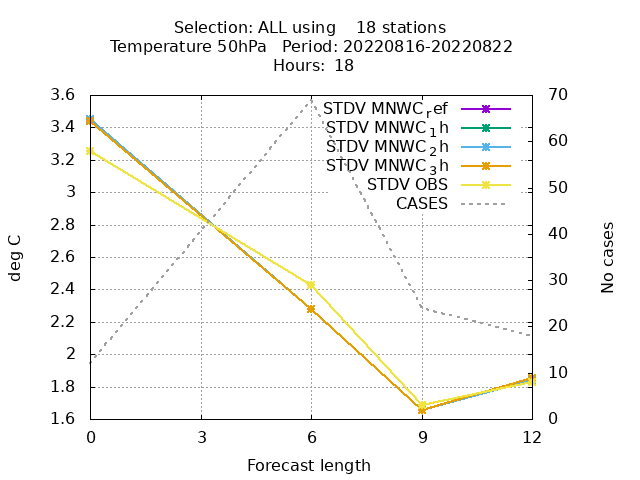 Selection: ALL using    18 stations
Temperature 50hPa   Period: 20220816-20220822
Hours: 18
3.6
3.4
3.2
3
2.8
2.6
2.4
2.2
2
1.8
1.6
70
60
50
40
30
20
10
0
0 3 6 9 12
deg C
No cases
Forecast length
STDV MNWC_ref
STDV MNWC_1h
STDV MNWC_2h
STDV MNWC_3h
STDV OBS
CASES